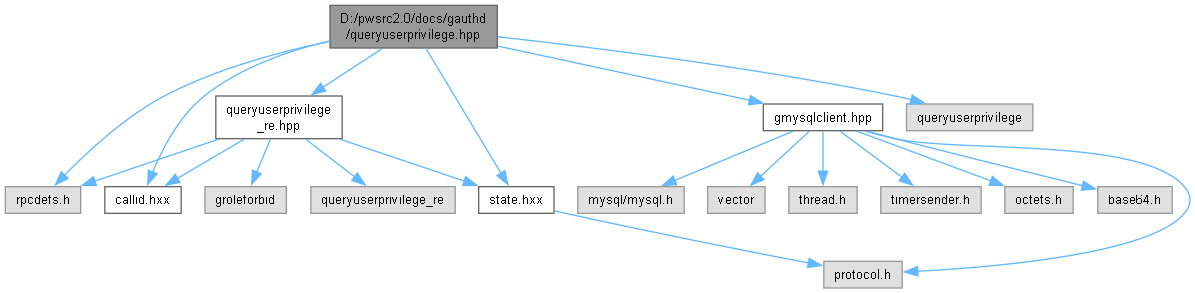 D:/pwsrc2.0/docs/gauthd
/queryuserprivilege.hpp
queryuserprivilege
_re.hpp
gmysqlclient.hpp
queryuserprivilege
rpcdefs.h
callid.hxx
groleforbid
queryuserprivilege_re
state.hxx
mysql/mysql.h
vector
thread.h
timersender.h
octets.h
base64.h
protocol.h